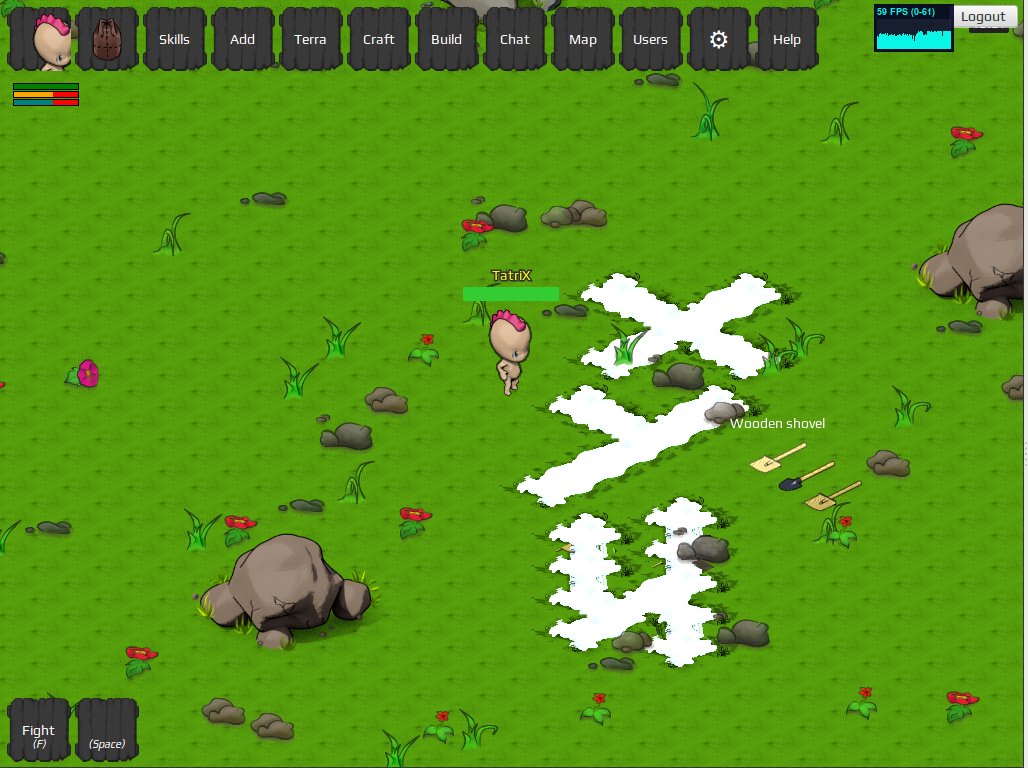 59 FPS (0-61)
Logout
Skills Add Terra Craft Build Chat Map Users Help
TatriX
Х
У
И
Wooden shovel
Fight
(F)
(Space)